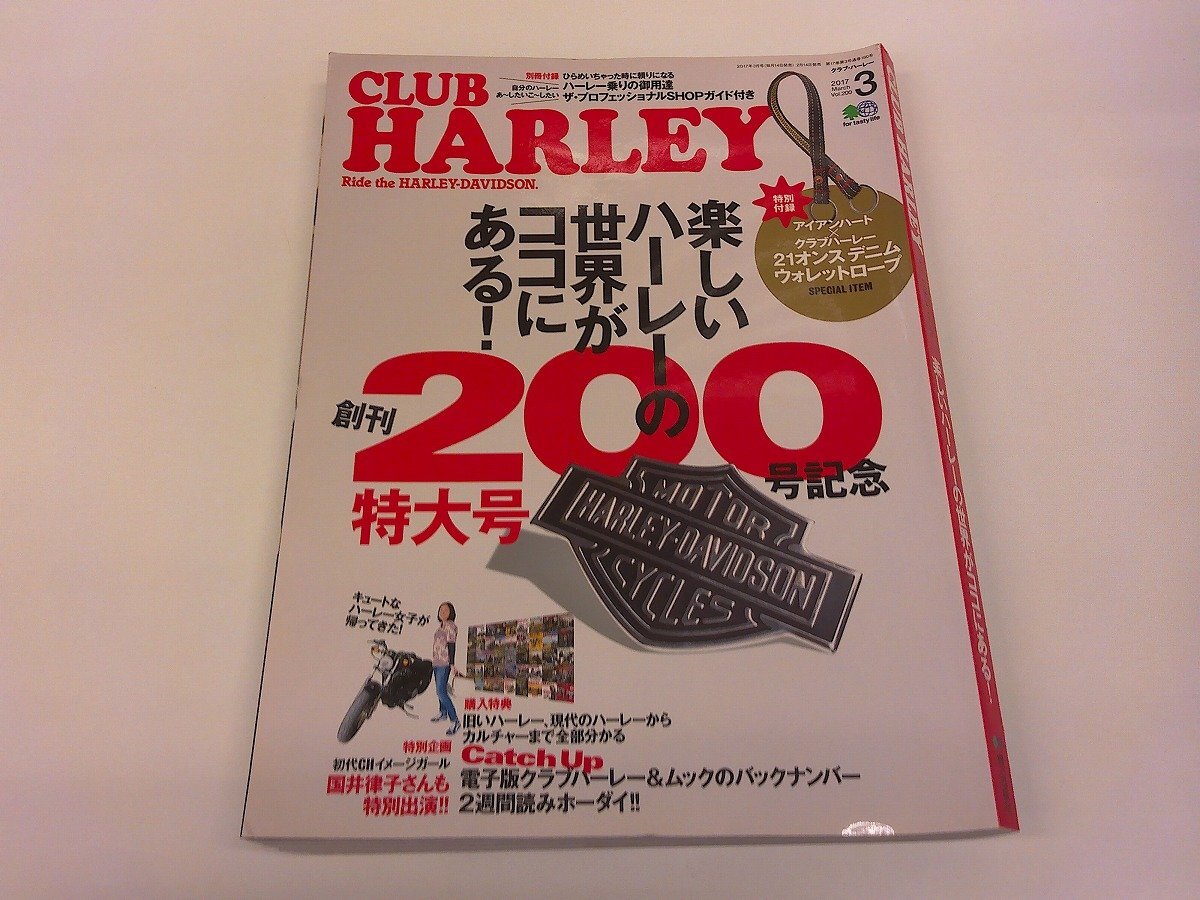 CLUB
HARLEY
Ride the HARLEY-DAVIDSON.
別冊付録
ひらめいちゃった時に頼りになる
自分のハーレー
あ～したいこ～したい
ハーレー乗りの御用達
ザ・プロフェッショナルSHOPガイド付き
クラブ・ハーレー
2017
March
Vol.200
3
for tasty life
特別
付録
アイアンハート
×
クラブハーレー
21オンスデニム
ウォレットロープ
SPECIAL ITEM
楽しい
ハーレーの
世界が
ココに
ある!
創刊
200
号記念
特大号
MOTOR
HARLEY-DAVIDSON
CYCLES
キュートな
ハーレー女子が
帰ってきた!
購入特典
旧いハーレー、現代のハーレーから
カルチャーまで全部分かる
Catch Up
電子版クラブハーレー&ムックのバックナンバー
2週間読みホーダイ!!
特別企画
初代CHイメージガール
国井律子さんも
特別出演!!
CLUB HARLEY